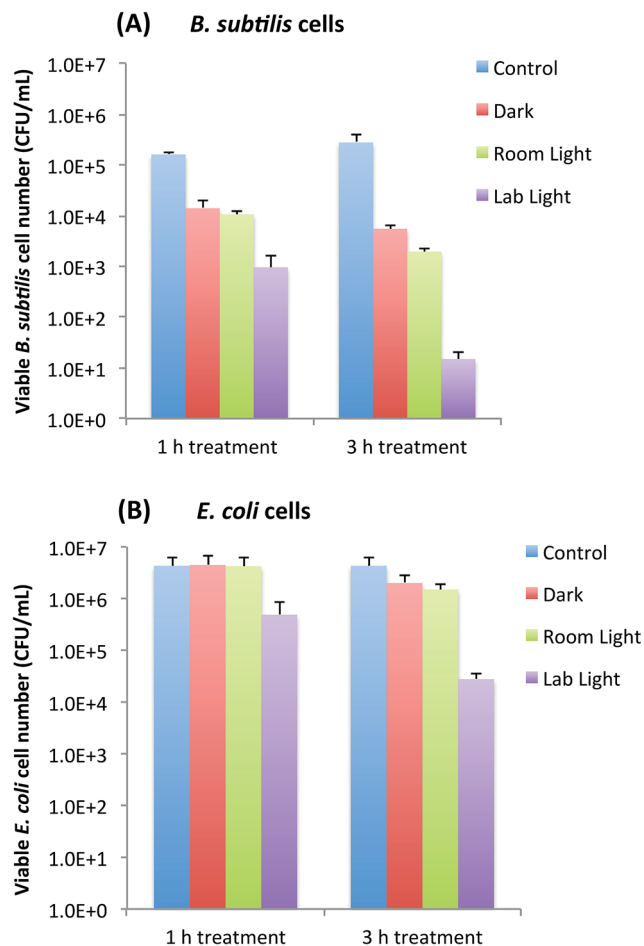 (A) B. subtilis cells
Viable B. subtilis cell number (CFU/mL)
1.0E+7
1.0E+6
1.0E+5
1.0E+4
1.0E+3
1.0E+2
1.0E+1
1.0E+0
1 h treatment
3 h treatment
Control
Dark
Room Light
Lab Light
(B) E. coli cells
Viable E. coli cell number (CFU/mL)
1.0E+7
1.0E+6
1.0E+5
1.0E+4
1.0E+3
1.0E+2
1.0E+1
1.0E+0
1 h treatment
3 h treatment
Control
Dark
Room Light
Lab Light